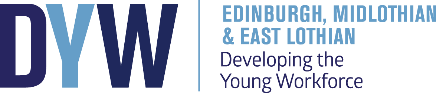 DYW
EDINBURGH, MIDLOTHIAN
& EAST LOTHIAN
Developing the
Young Workforce